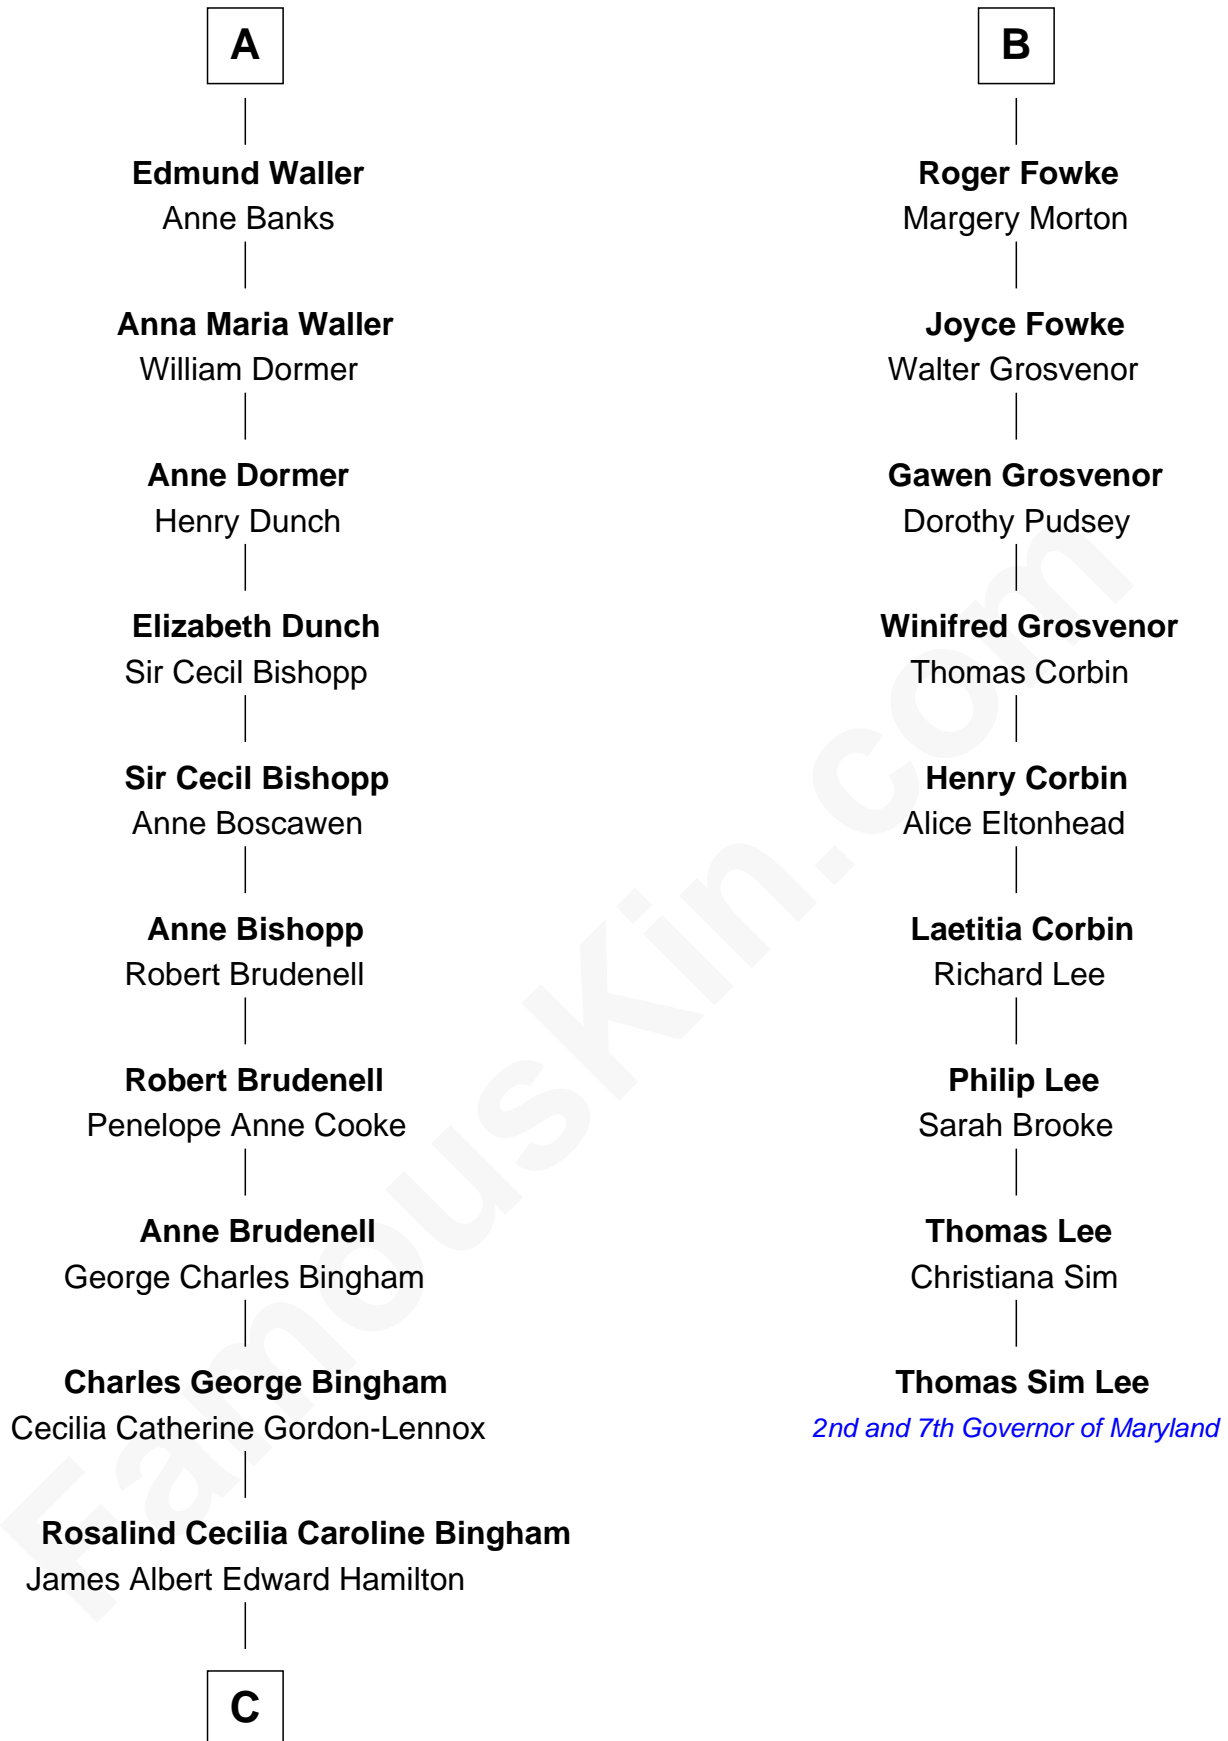 A
Edmund Waller
Anne Banks
Anna Maria Waller
William Dormer
Anne Dormer
Henry Dunch
Elizabeth Dunch
Sir Cecil Bishopp
Sir Cecil Bishopp
Anne Boscawen
Anne Bishopp
Robert Brudenell
Robert Brudenell
Penelope Anne Cooke
Anne Brudenell
George Charles Bingham
Charles George Bingham
Cecilia Catherine Gordon-Lennox
Rosalind Cecilia Caroline Bingham
James Albert Edward Hamilton
C
B
Roger Fowke
Margery Morton
Joyce Fowke
Walter Grosvenor
Gawen Grosvenor
Dorothy Pudsey
Winifred Grosvenor
Thomas Corbin
Henry Corbin
Alice Eltonhead
Laetitia Corbin
Richard Lee
Philip Lee
Sarah Brooke
Thomas Lee
Christiana Sim
Thomas Sim Lee
2nd and 7th Governor of Maryland
FamousKin.com